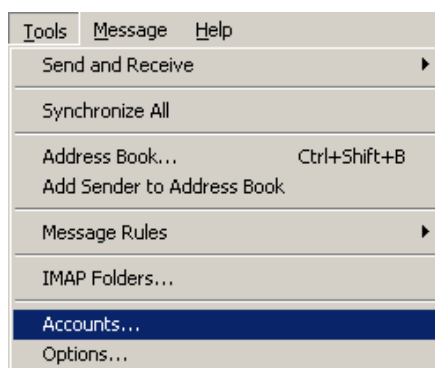 Tools Message Help
Send and Receive
Synchronize All
Address Book... Ctrl+Shift+B
Add Sender to Address Book
Message Rules
IMAP Folders...
Accounts...
Options...